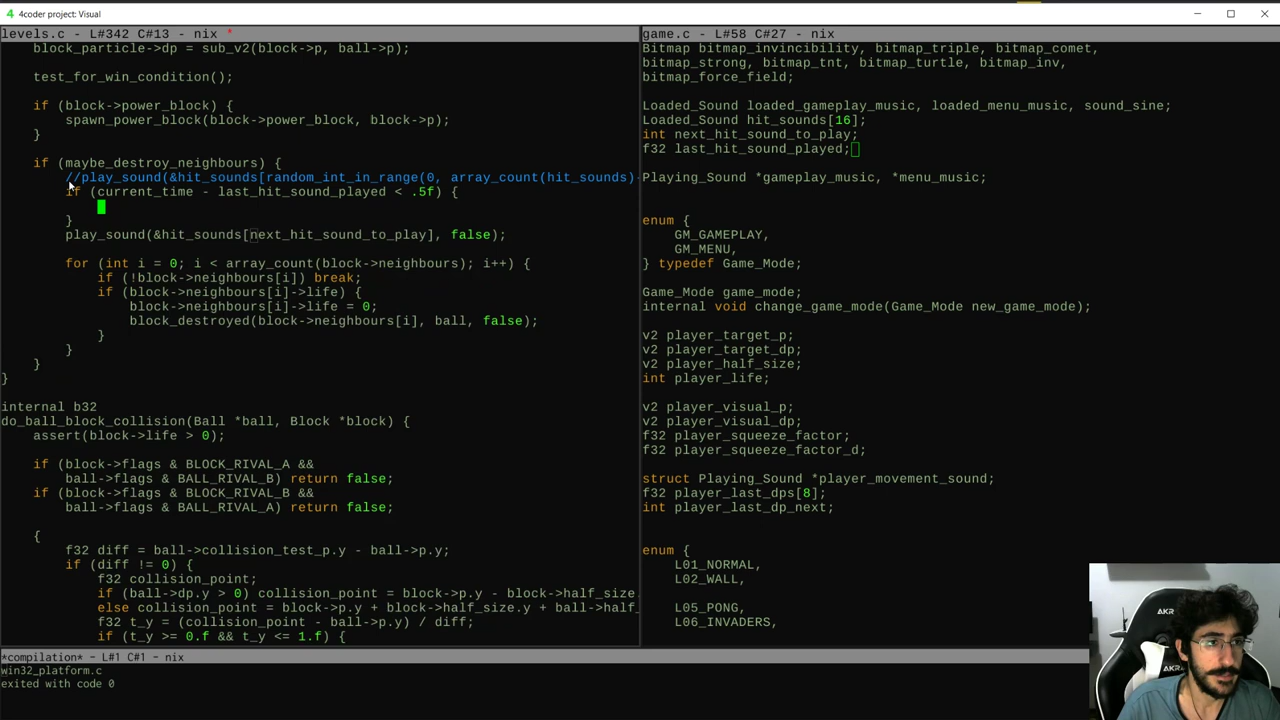 4 4coder project: Visual
levels.c - L#342 C#13 - nix *
block_particle->dp = sub_v2(block->p, ball->p);
test_for_win_condition();
if (block->power_block) {
spawn_power_block(block->power_block, block->p);
}
if (maybe_destroy_neighbours) {
//play_sound(&hit_sounds[random_int_in_range(0, array_count(hit_sounds)-
if (current_time - last_hit_sound_played < .5f) {
}
play_sound(&hit_sounds[next_hit_sound_to_play], false);
for (int i = 0; i < array_count(block->neighbours); i++) {
if (!block->neighbours[i]) break;
if (block->neighbours[i]->life) {
block->neighbours[i]->life = 0;
block_destroyed(block->neighbours[i], ball, false);
}
}
}
}
internal b32
do_ball_block_collision(Ball *ball, Block *block) {
assert(block->life > 0);
if (block->flags & BLOCK_RIVAL_A &&
ball->flags & BALL_RIVAL_B) return false;
if (block->flags & BLOCK_RIVAL_B &&
ball->flags & BALL_RIVAL_A) return false;
{
f32 diff = ball->collision_test_p.y - ball->p.y;
if (diff != 0) {
f32 collision_point;
if (ball->dp.y > 0) collision_point = block->p.y - block->half_size.
else collision_point = block->p.y + block->half_size.y + ball->half_
f32 t_y = (collision_point - ball->p.y) / diff;
if (t_y >= 0.f && t_y <= 1.f) {
game.c - L#58 C#27 - nix
Bitmap bitmap_invincibility, bitmap_triple, bitmap_comet,
bitmap_strong, bitmap_tnt, bitmap_turtle, bitmap_inv,
bitmap_force_field;
Loaded_Sound loaded_gameplay_music, loaded_menu_music, sound_sine;
Loaded_Sound hit_sounds[16];
int next_hit_sound_to_play;
f32 last_hit_sound_played;
Playing_Sound *gameplay_music, *menu_music;
enum {
GM_GAMEPLAY,
GM_MENU,
} typedef Game_Mode;
Game_Mode game_mode;
internal void change_game_mode(Game_Mode new_game_mode);
v2 player_target_p;
v2 player_target_dp;
v2 player_half_size;
int player_life;
v2 player_visual_p;
v2 player_visual_dp;
f32 player_squeeze_factor;
f32 player_squeeze_factor_d;
struct Playing_Sound *player_movement_sound;
f32 player_last_dps[8];
int player_last_dp_next;
enum {
L01_NORMAL,
L02_WALL,
L05_PONG,
L06_INVADERS,
*compilation* - L#1 C#1 - nix
win32_platform.c
exited with code 0